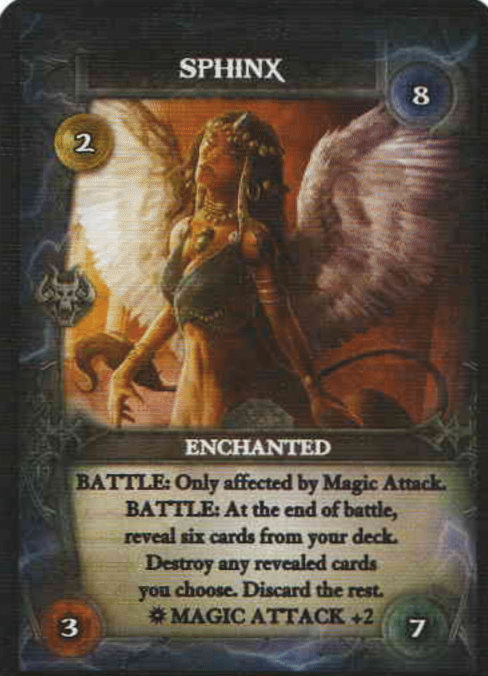 SPHINX
8
2
ENCHANTED
BATTLE: Only affected by Magic Attack.
BATTLE: At the end of battle,
reveal six cards from your deck.
Destroy any revealed cards
you choose. Discard the rest.
✸ MAGIC ATTACK +2
3
7